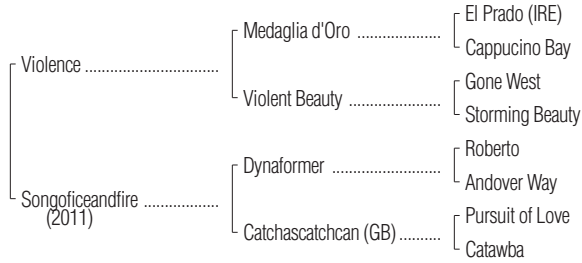 El Prado (IRE)
Medaglia d'Oro ....................
Cappucino Bay
Violence ................................
Gone West
Violent Beauty ......................
Storming Beauty
Roberto
Dynaformer ..........................
Andover Way
Songoficeandfire ..................
(2011)
Pursuit of Love
Catchascatchcan (GB) ..........
Catawba